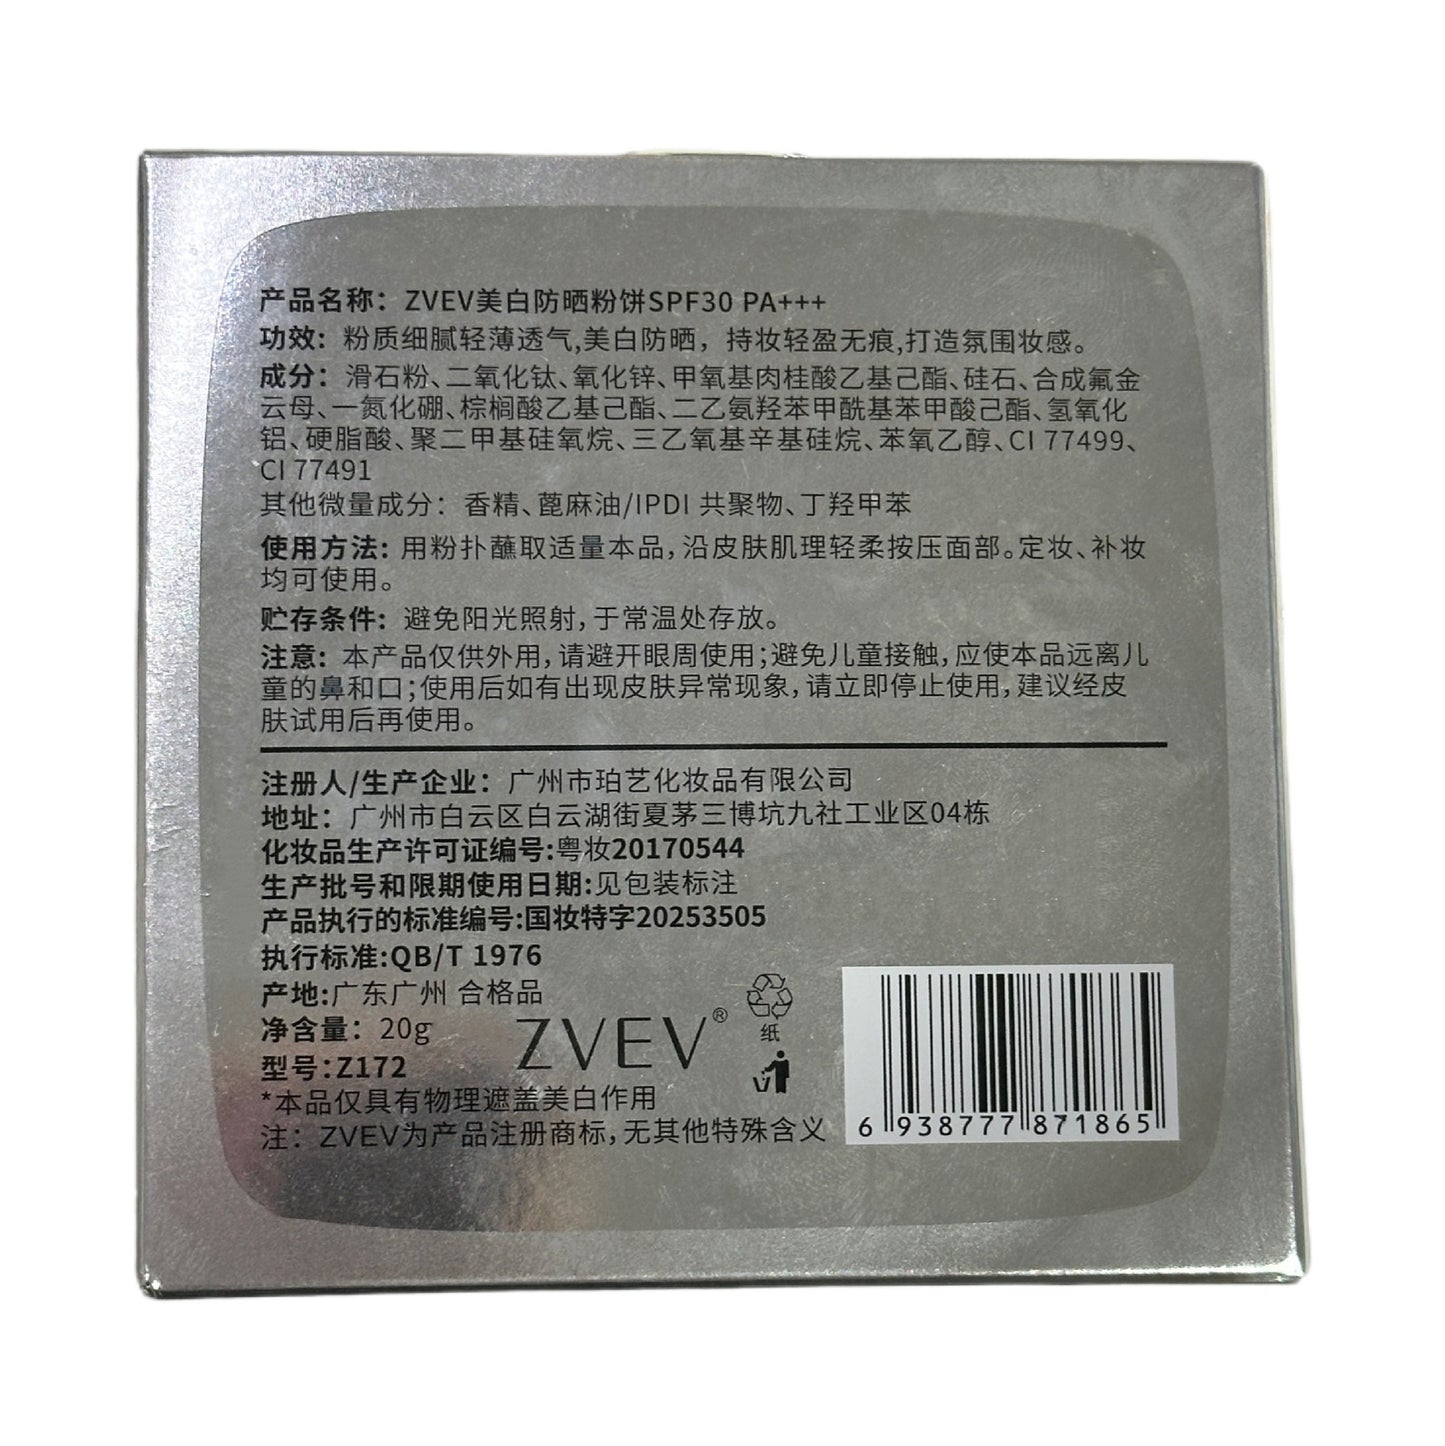 产品名称：ZVEV美白防晒粉饼SPF30 PA+++
功效：粉质细腻轻薄透气,美白防晒，持妆轻盈无痕,打造氛围妆感。
成分：滑石粉、二氧化钛、氧化锌、甲氧基肉桂酸乙基己酯、硅石、合成氟金
云母、一氮化硼、棕榈酸乙基己酯、二乙氨羟苯甲酰基苯甲酸己酯、氢氧化
铝、硬脂酸、聚二甲基硅氧烷、三乙氧基辛基硅烷、苯氧乙醇、CI 77499、
CI 77491
其他微量成分：香精、蓖麻油/IPDI 共聚物、丁羟甲苯
使用方法：用粉扑蘸取适量本品，沿皮肤肌理轻柔按压面部。定妆、补妆
均可使用。
贮存条件：避免阳光照射，于常温处存放。
注意：本产品仅供外用，请避开眼周使用；避免儿童接触，应使本品远离儿
童的鼻和口；使用后如有出现皮肤异常现象，请立即停止使用，建议经皮
肤试用后再使用。
注册人/生产企业：广州市珀艺化妆品有限公司
地址：广州市白云区白云湖街夏茅三博坑九社工业区04栋
化妆品生产许可证编号:粤妆20170544
生产批号和限期使用日期:见包装标注
产品执行的标准编号:国妆特字20253505
执行标准:QB/T 1976
产地:广东广州 合格品
净含量：20g
型号:Z172
*本品仅具有物理遮盖美白作用
注：ZVEV为产品注册商标，无其他特殊含义
ZVEV®
纸
6 938777 871865